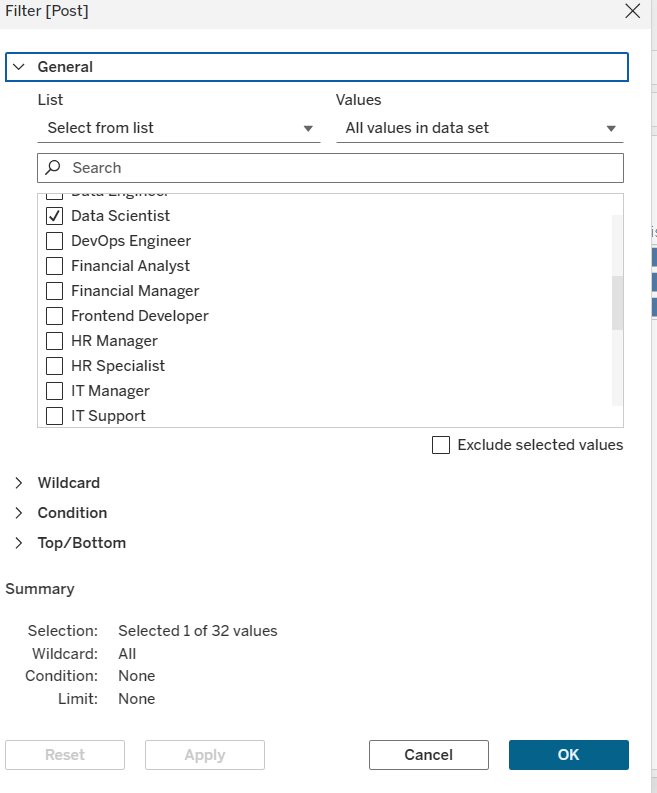 Filter [Post]
General
List Values
Select from list All values in data set
Search
Data Engineer
Data Scientist
DevOps Engineer
Financial Analyst
Financial Manager
Frontend Developer
HR Manager
HR Specialist
IT Manager
IT Support
Exclude selected values
Wildcard
Condition
Top/Bottom
Summary
Selection: Selected 1 of 32 values
Wildcard: All
Condition: None
Limit: None
Reset Apply Cancel OK